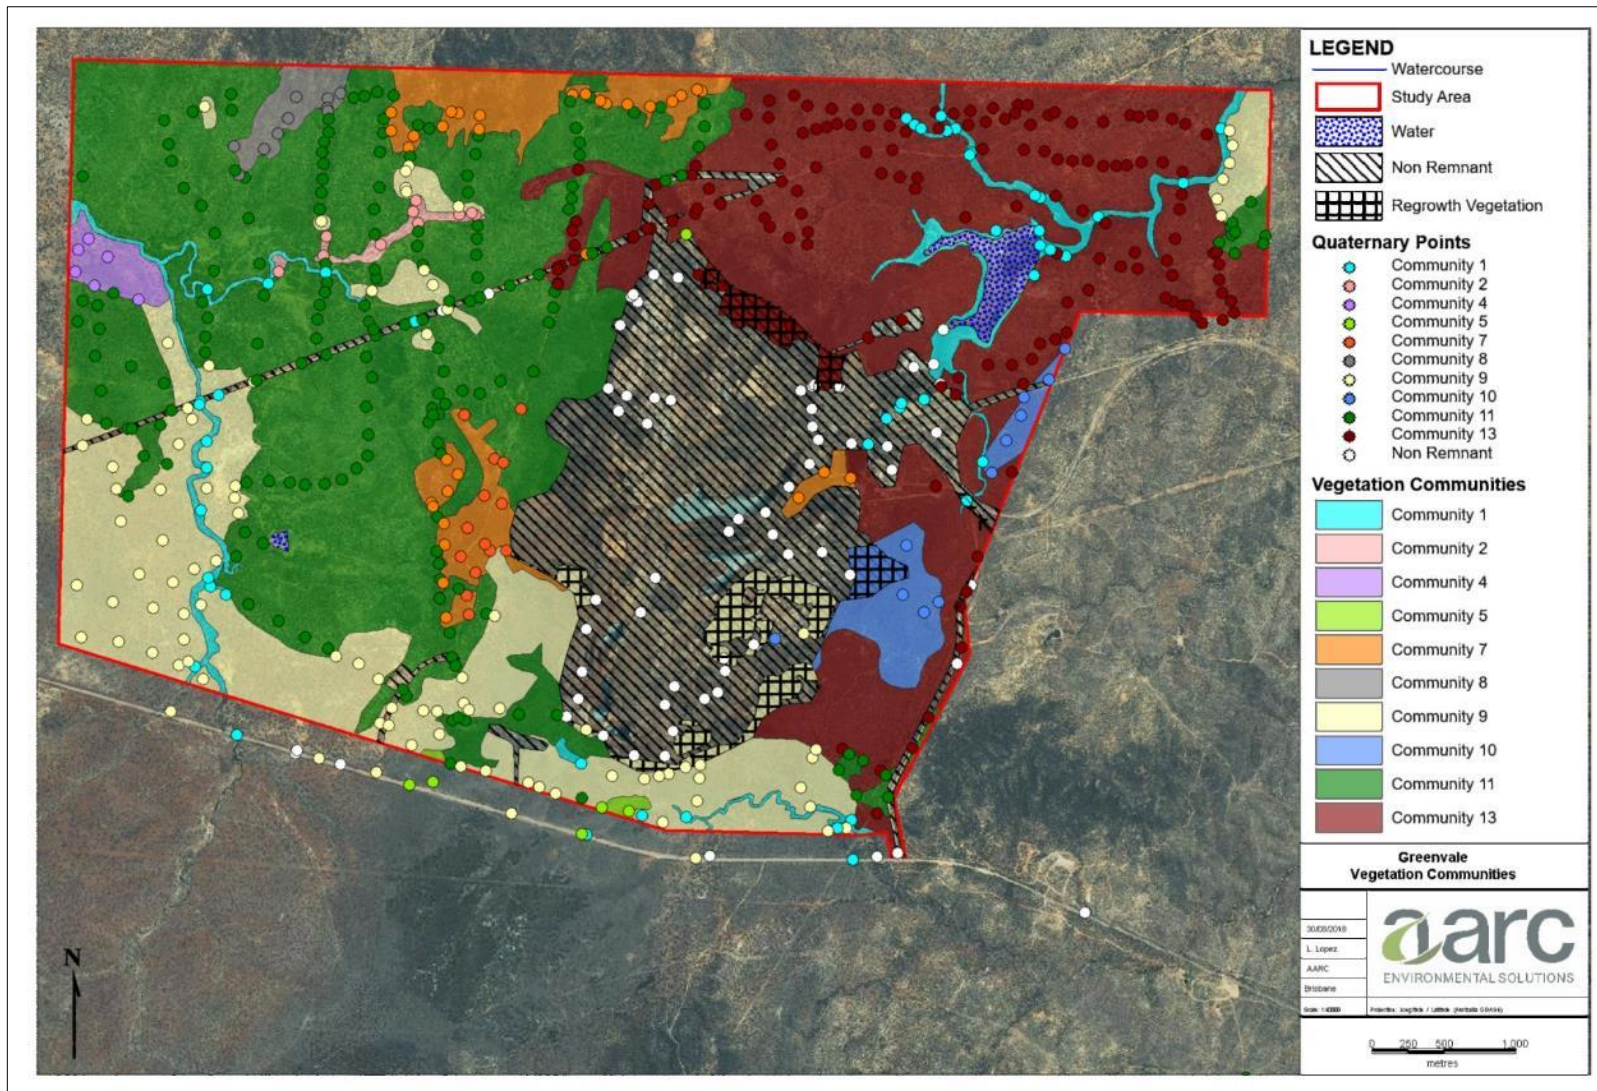 LEGEND
Watercourse
Study Area
Water
Non Remnant
Regrowth Vegetation
Quaternary Points
Community 1
Community 2
Community 4
Community 5
Community 7
Community 8
Community 9
Community 10
Community 11
Community 13
Non Remnant
Vegetation Communities
Community 1
Community 2
Community 4
Community 5
Community 7
Community 8
Community 9
Community 10
Community 11
Community 13
Greenvale
Vegetation Communities
L. Lopez
AARC
Brisbane
aarc
ENVIRONMENTAL SOLUTIONS
0 250 500 1,000
metres
N